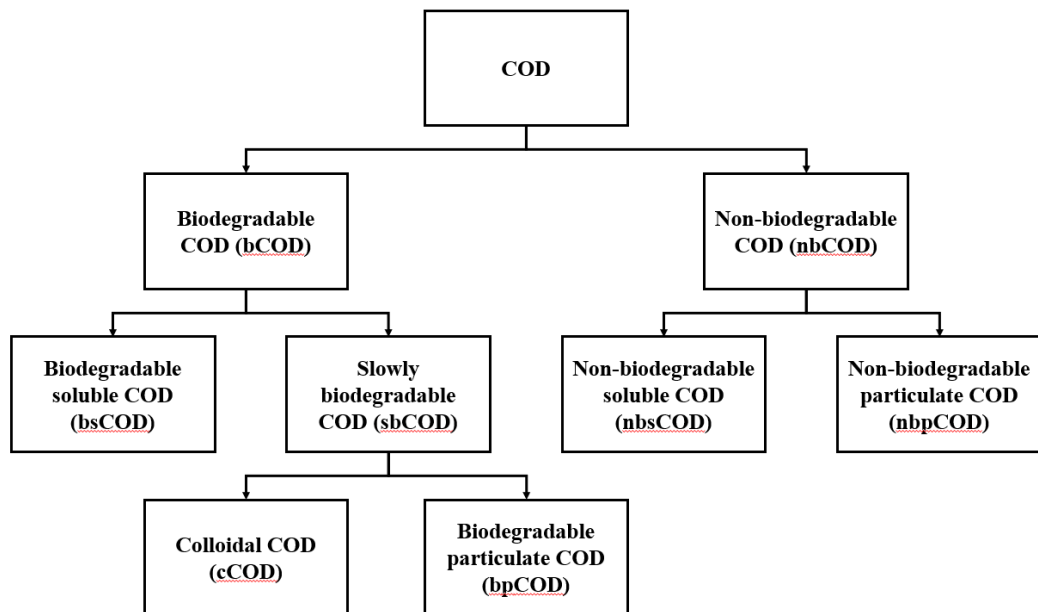 COD
Biodegradable
COD (bCOD)
Non-biodegradable
COD (nbCOD)
Biodegradable
soluble COD
(bsCOD)
Slowly
biodegradable
COD (sbCOD)
Non-biodegradable
soluble COD
(nbsCOD)
Non-biodegradable
particulate COD
(nbpCOD)
Colloidal COD
(cCOD)
Biodegradable
particulate COD
(bpCOD)